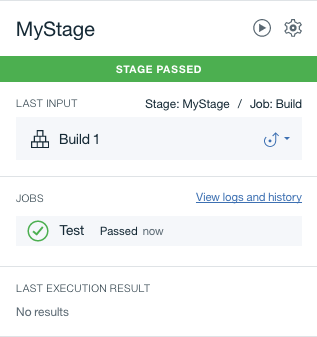 MyStage
STAGE PASSED
LAST INPUT Stage: MyStage / Job: Build
Build 1
JOBS View logs and history
Test Passed now
LAST EXECUTION RESULT
No results